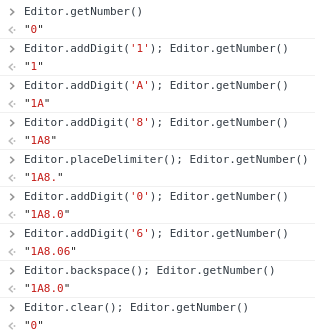 > Editor.getNumber()
<· "0"
> Editor.addDigit('1'); Editor.getNumber()
<· "1"
> Editor.addDigit('A'); Editor.getNumber()
<· "1A"
> Editor.addDigit('8'); Editor.getNumber()
<· "1A8"
> Editor.placeDelimiter(); Editor.getNumber()
<· "1A8."
> Editor.addDigit('0'); Editor.getNumber()
<· "1A8.0"
> Editor.addDigit('6'); Editor.getNumber()
<· "1A8.06"
> Editor.backspace(); Editor.getNumber()
<· "1A8.0"
> Editor.clear(); Editor.getNumber()
<· "0"